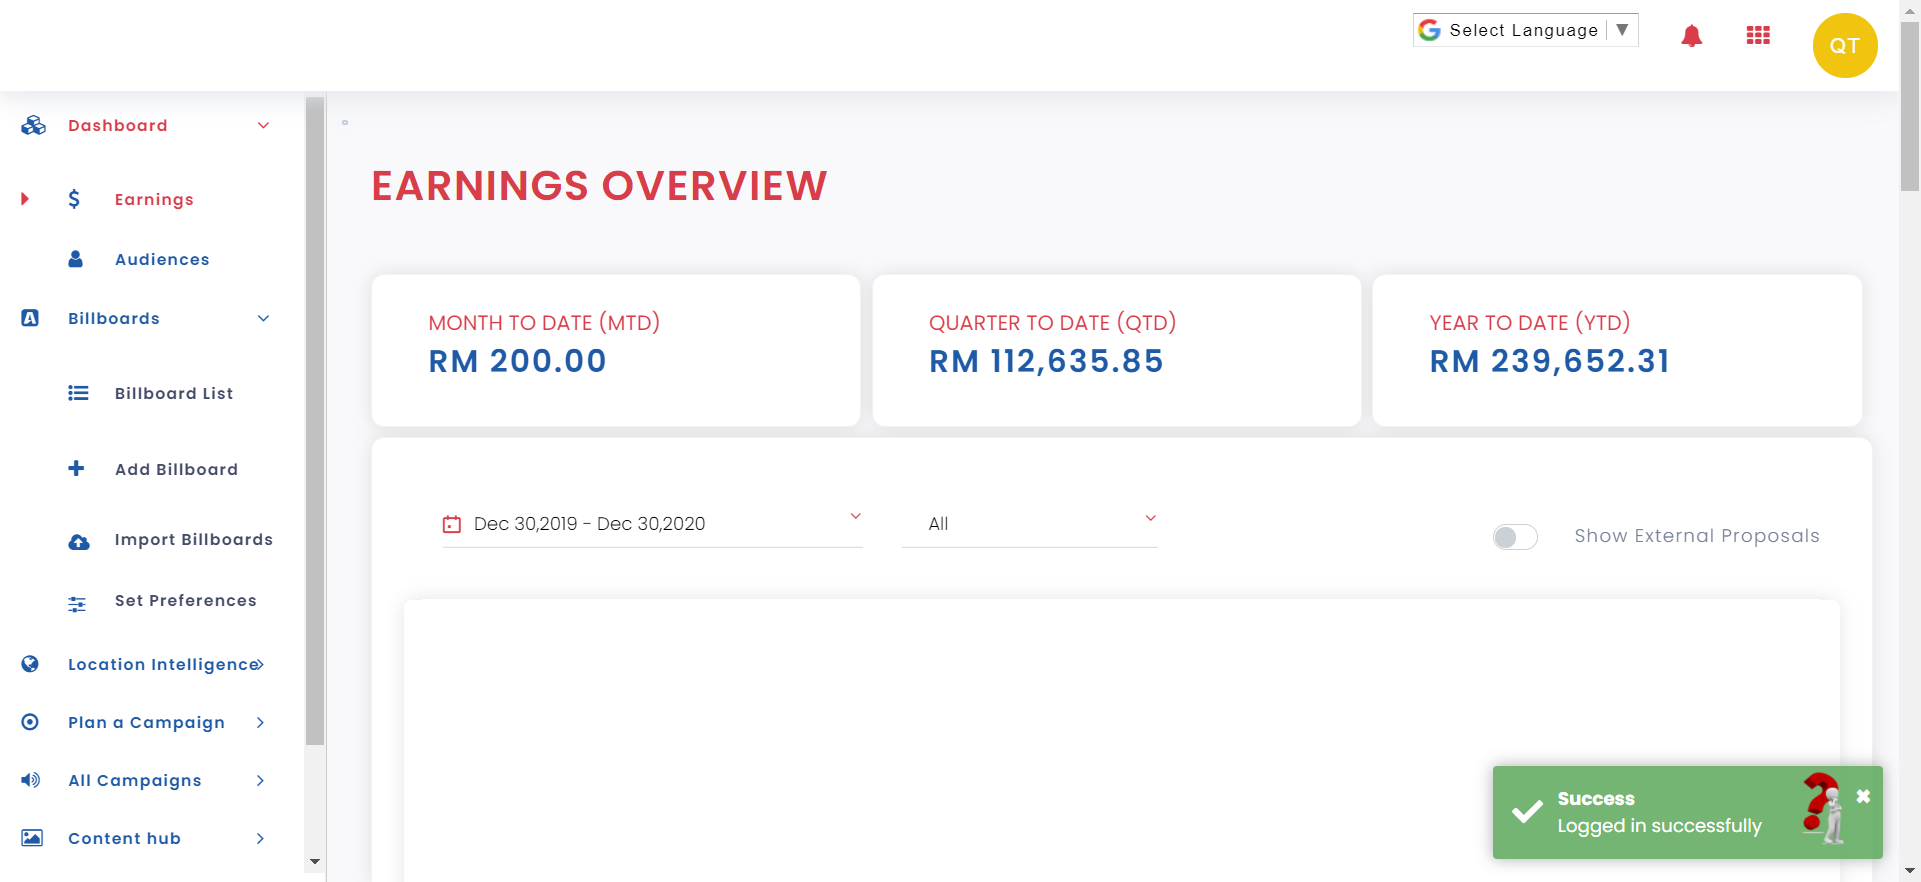 Select Language ▼
QT
Dashboard
Earnings
Audiences
Billboards
Billboard List
Add Billboard
Import Billboards
Set Preferences
Location Intelligence
Plan a Campaign
All Campaigns
Content hub
EARNINGS OVERVIEW
MONTH TO DATE (MTD)
RM 200.00
QUARTER TO DATE (QTD)
RM 112,635.85
YEAR TO DATE (YTD)
RM 239,652.31
Dec 30,2019 - Dec 30,2020
All
Show External Proposals
Success
Logged in successfully